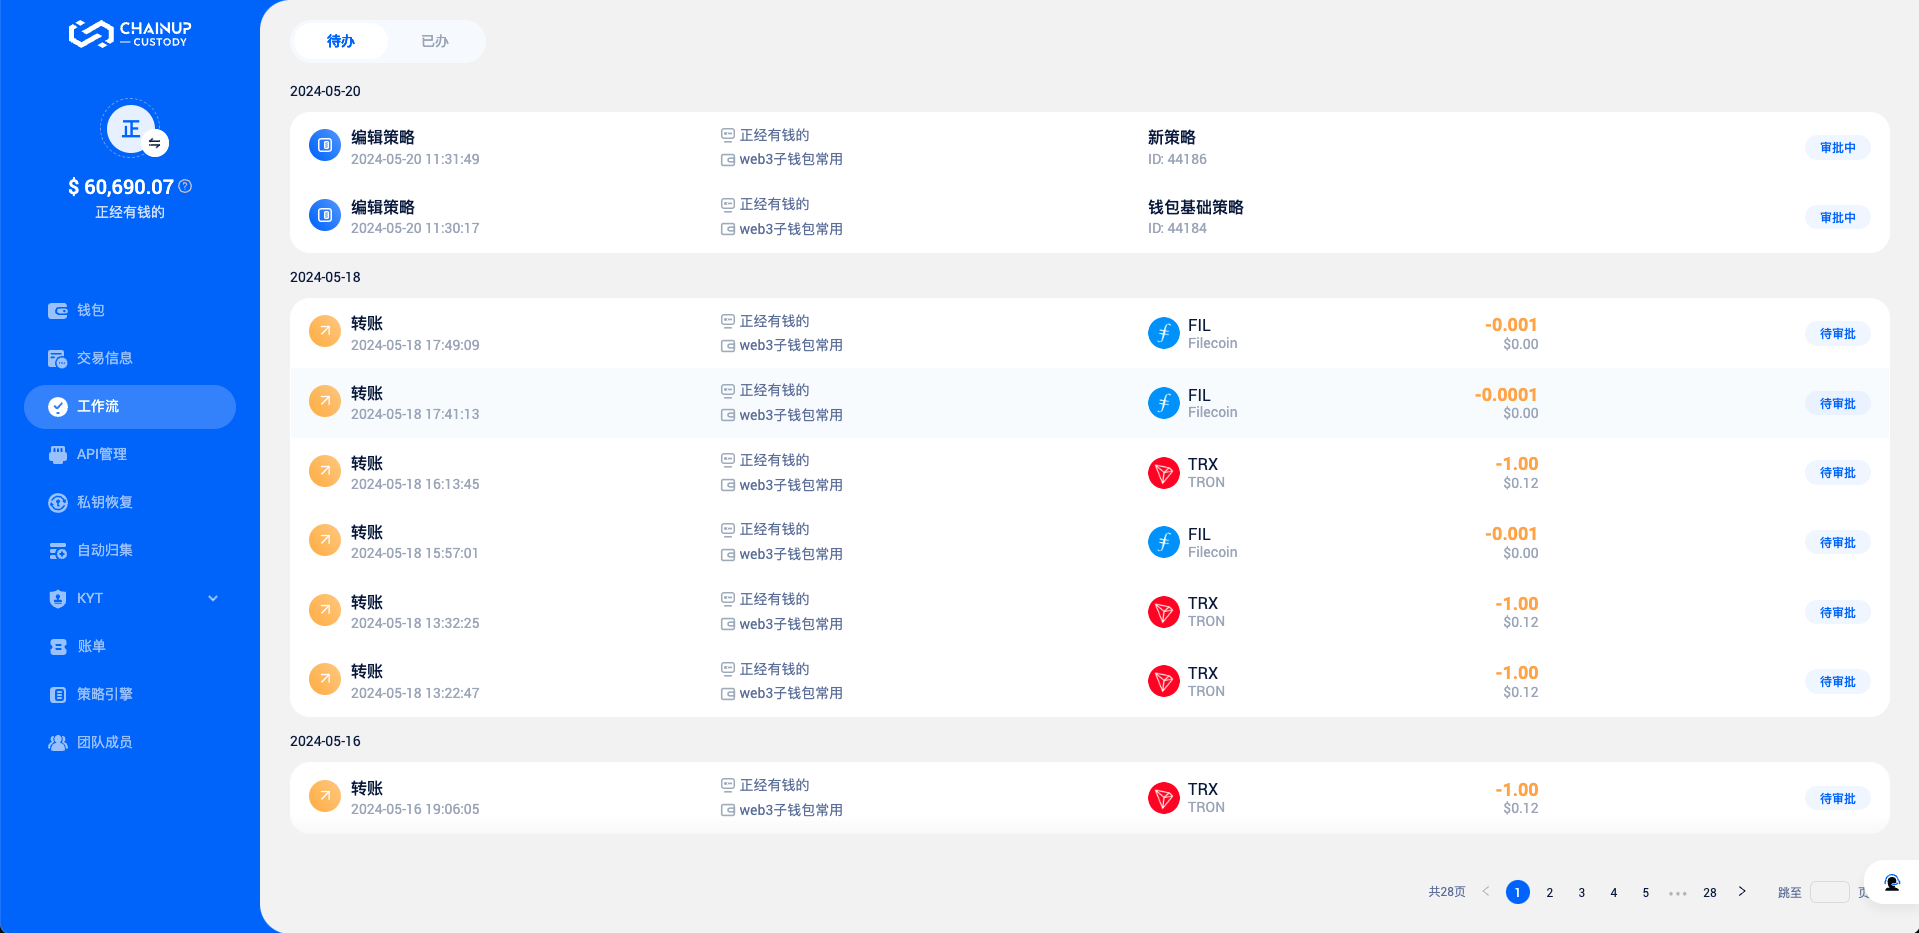 CHAINUP
CUSTODY
正
$ 60,690.07
正经有钱的
钱包
交易信息
工作流
API管理
私钥恢复
自动归集
KYT
账单
策略引擎
团队成员
待办 已办
2024-05-20
编辑策略 正经有钱的 新策略
2024-05-20 11:31:49 web3子钱包常用 ID: 44186 审批中
编辑策略 正经有钱的 钱包基础策略
2024-05-20 11:30:17 web3子钱包常用 ID: 44184 审批中
2024-05-18
转账 正经有钱的 FIL -0.001
2024-05-18 17:49:09 web3子钱包常用 Filecoin $0.00 待审批
转账 正经有钱的 FIL -0.0001
2024-05-18 17:41:13 web3子钱包常用 Filecoin $0.00 待审批
转账 正经有钱的 TRX -1.00
2024-05-18 16:13:45 web3子钱包常用 TRON $0.12 待审批
转账 正经有钱的 FIL -0.001
2024-05-18 15:57:01 web3子钱包常用 Filecoin $0.00 待审批
转账 正经有钱的 TRX -1.00
2024-05-18 13:32:25 web3子钱包常用 TRON $0.12 待审批
转账 正经有钱的 TRX -1.00
2024-05-18 13:22:47 web3子钱包常用 TRON $0.12 待审批
2024-05-16
转账 正经有钱的 TRX -1.00
2024-05-16 19:06:05 web3子钱包常用 TRON $0.12 待审批
共28页 < 1 2 3 4 5 ••• 28 > 跳至